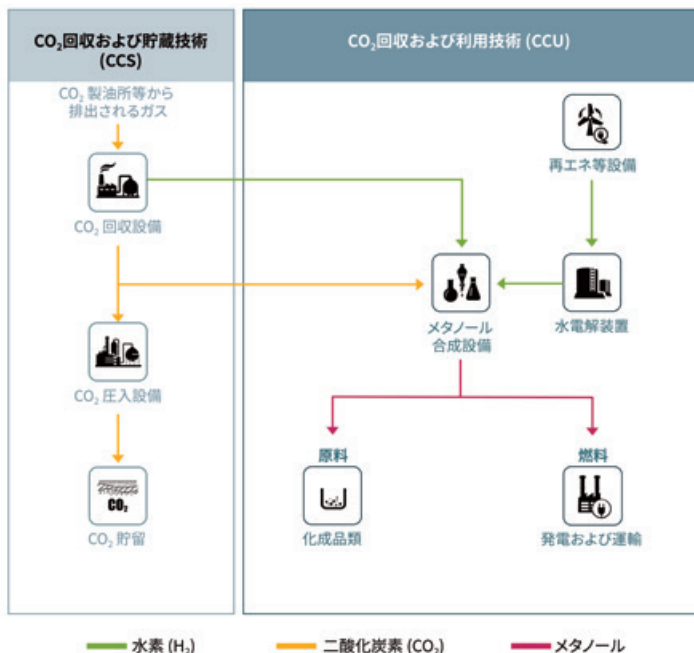 CO₂回収および貯蔵技術
(CCS)
CO₂ 製油所等から
排出されるガス
CO₂ 回収設備
CO₂ 圧入設備
CO₂
CO₂ 貯留
CO₂回収および利用技術 (CCU)
再エネ等設備
メタノール
合成設備
水電解装置
原料
化成品類
燃料
発電および運輸
水素 (H₂)
二酸化炭素 (CO₂)
メタノール